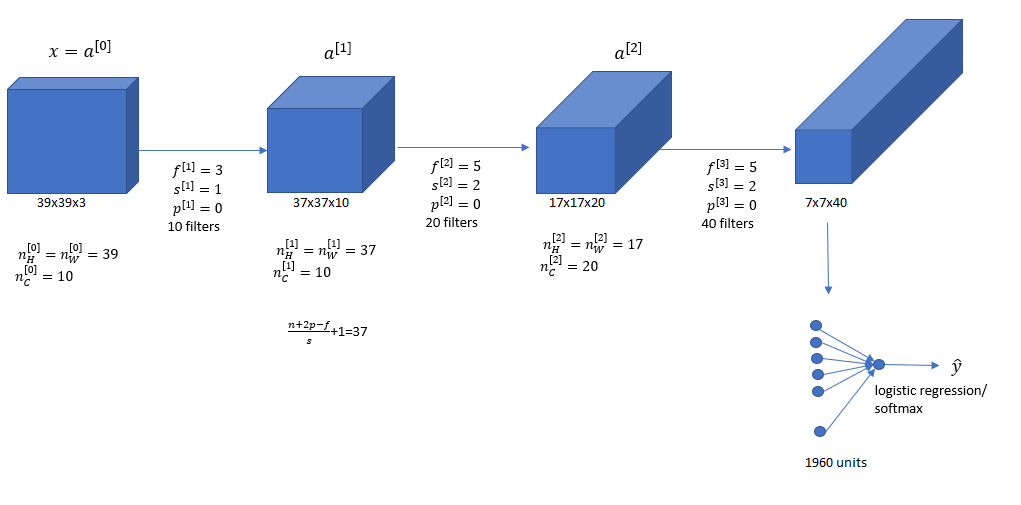 x = a^[0]
39x39x3
n_H^[0] = n_W^[0] = 39
n_C^[0] = 10
f^[1] = 3
s^[1] = 1
p^[1] = 0
10 filters
a^[1]
37x37x10
n_H^[1] = n_W^[1] = 37
n_C^[1] = 10
(n+2p−f)/s +1=37
f^[2] = 5
s^[2] = 2
p^[2] = 0
20 filters
a^[2]
17x17x20
n_H^[2] = n_W^[2] = 17
n_C^[2] = 20
f^[3] = 5
s^[3] = 2
p^[3] = 0
40 filters
7x7x40
ŷ
logistic regression/
softmax
1960 units